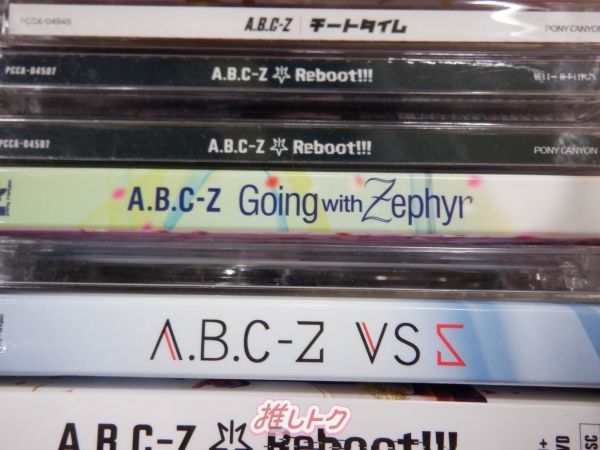 PCCA-04945 A.B.C-Z チートタイム PONY CANYON
PCCA-04507 A.B.C-Z Reboot!!!
PCCA-04507 A.B.C-Z Reboot!!! PONY CANYON
A.B.C-Z Going with Zephyr
A.B.C-Z VS 5
A.B.C-Z Reboot!!!
推しトク